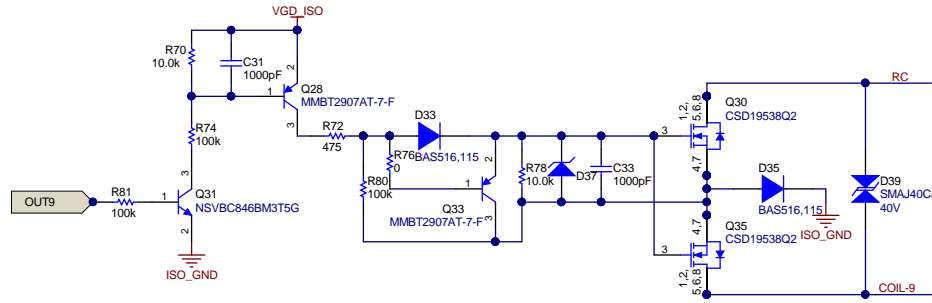 VGD_ISO
R70
10.0k
C31
1000pF
2
1
Q28
MMBT2907AT-7-F
3
R74
100k
R72
475
D33
BAS516,115
R76
0
R80
100k
1
2
3
Q33
MMBT2907AT-7-F
R78
10.0k
D37
C33
1000pF
3
1,2,
5,6,8
4,7
Q30
CSD19538Q2
RC
D35
BAS516,115
ISO_GND
D39
SMAJ40CA
40V
4,7
Q35
CSD19538Q2
3
1,2,
5,6,8
COIL-9
OUT9
R81
100k
1
3
Q31
NSVBC846BM3T5G
2
ISO_GND